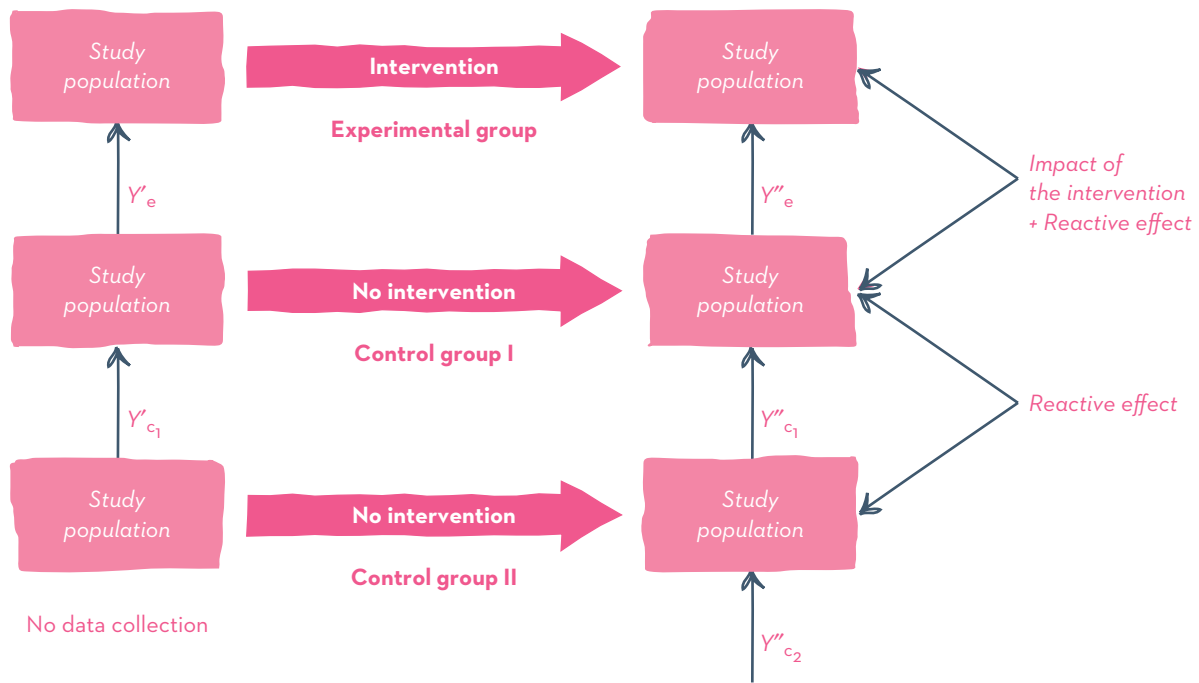 Study
population
Intervention
Study
population
Experimental group
Impact of
the intervention
+ Reactive effect
Y′e
Y″e
Study
population
No intervention
Study
population
Control group I
Reactive effect
Y′c1
Y″c1
Study
population
No intervention
Study
population
Control group II
No data collection
Y″c2